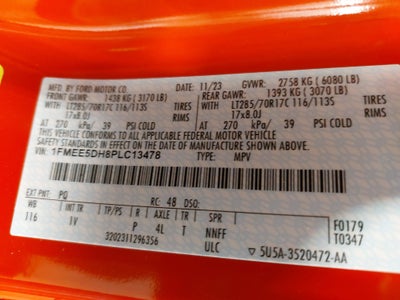 MFD. BY FORD MOTOR CO. 11/23 GVWR: 2758 KG ( 6080 LB)
FRONT GAWR: 1438 KG ( 3170 LB) REAR GAWR: 1393 KG ( 3070 LB)
WITH LT285/70R17C 116/113S TIRES WITH LT285/70R17C 116/113S TIRES
17x8.0J RIMS 17x8.0J RIMS
AT 270 kPa/ 39 PSI COLD AT 270 kPa/ 39 PSI COLD
THIS VEHICLE CONFORMS TO ALL APPLICABLE FEDERAL MOTOR VEHICLE
SAFETY STANDARDS IN EFFECT ON THE DATE OF MANUFACTURE SHOWN ABOVE.
VIN: 1FMEE5DH8PLC13478 TYPE: MPV
EXT PNT: PQ RC: 48 DSO:
WB INT TR TP/PS R AXLE TR SPR
116 1V P 4L T NNFF F0179
3202311296356 ULC T0347
5U5A-3520472-AA